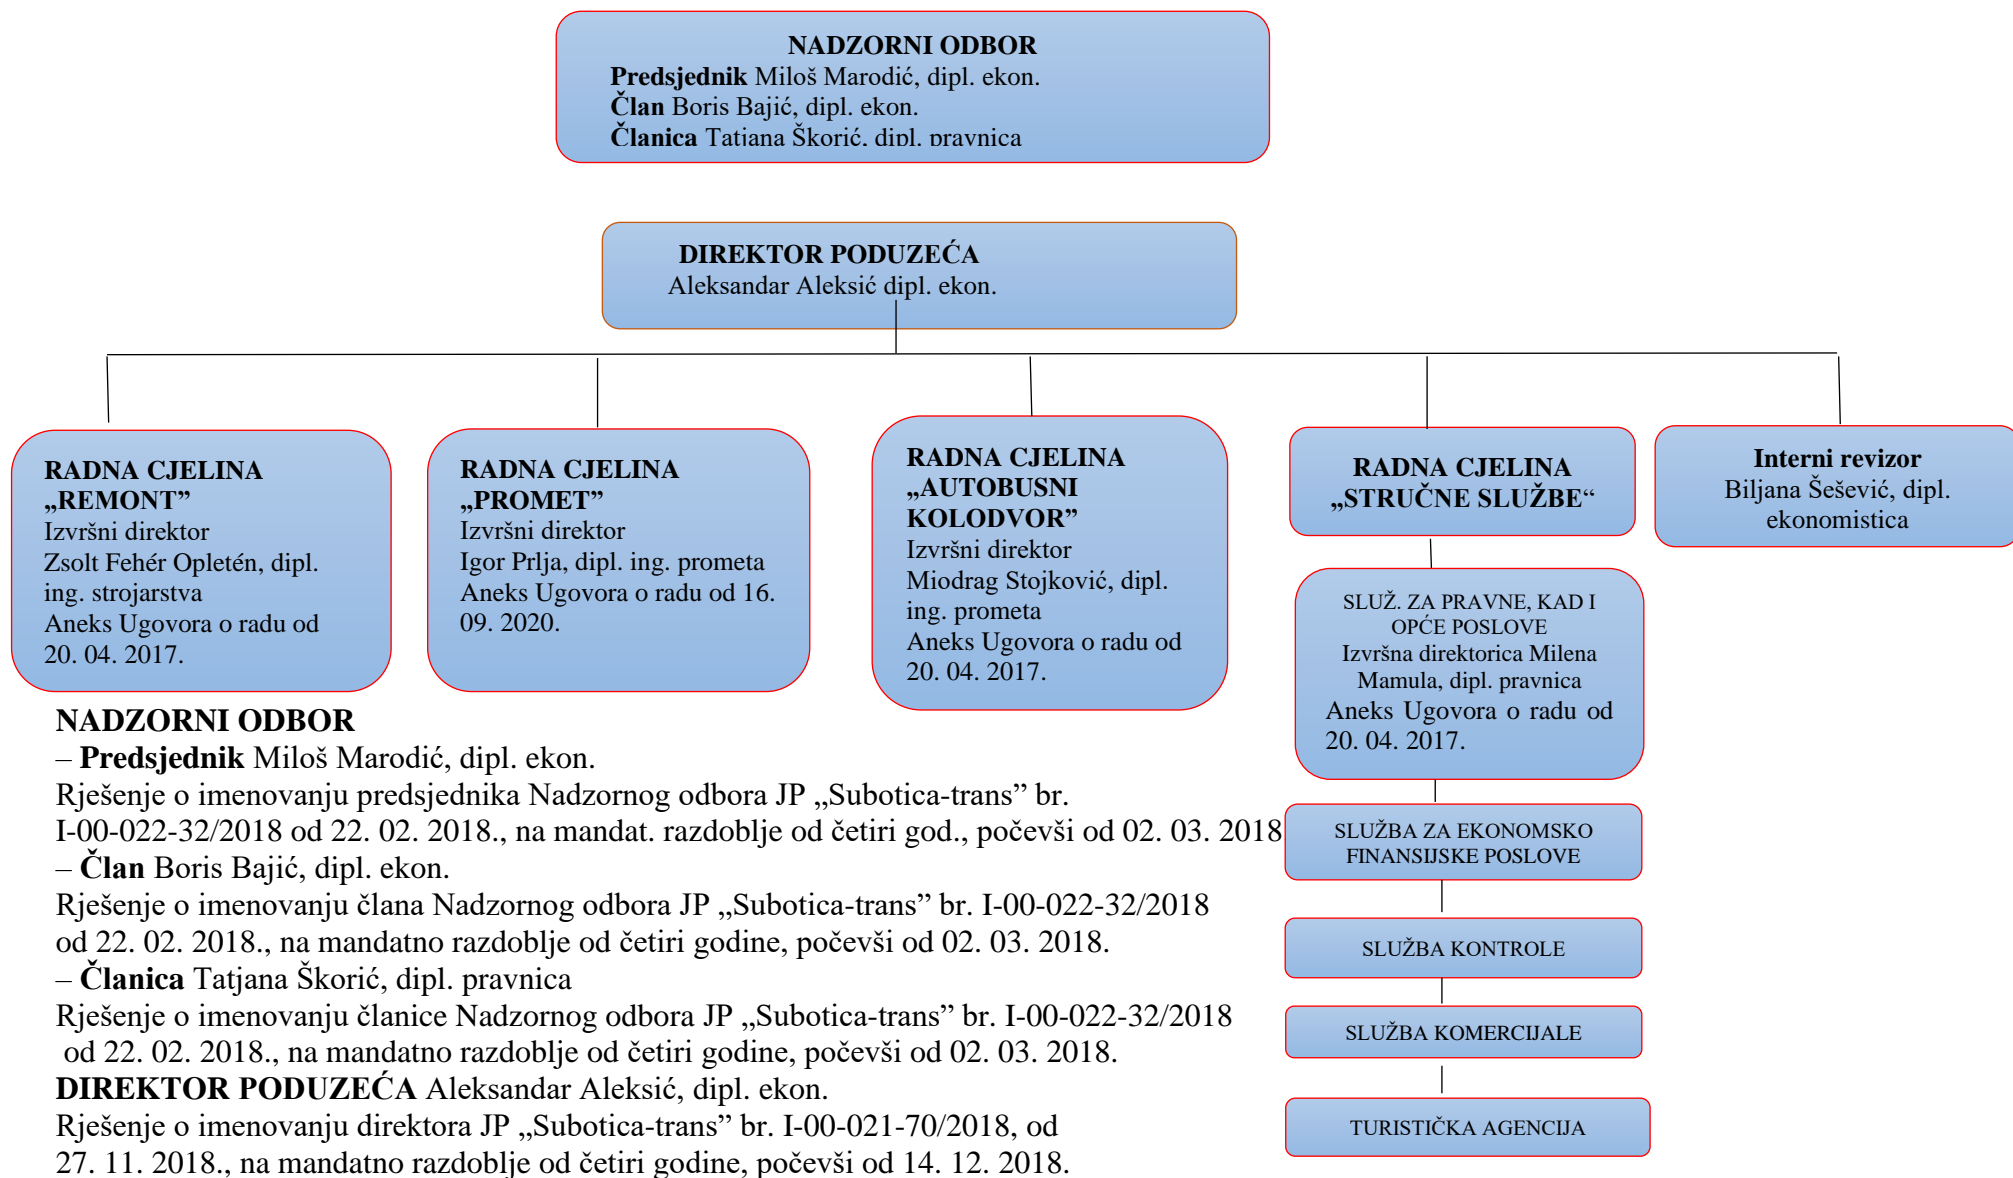 NADZORNI ODBOR
Predsjednik Miloš Marodić, dipl. ekon.
Član Boris Bajić, dipl. ekon.
Članica Tatjana Škorić, dipl. pravnica
DIREKTOR PODUZEĆA
Aleksandar Aleksić dipl. ekon.
RADNA CJELINA
„REMONT”
Izvršni direktor
Zsolt Fehér Opletén, dipl.
ing. strojarstva
Aneks Ugovora o radu od
20. 04. 2017.
RADNA CJELINA
„PROMET”
Izvršni direktor
Igor Prlja, dipl. ing. prometa
Aneks Ugovora o radu od 16.
09. 2020.
RADNA CJELINA
„AUTOBUSNI
KOLODVOR”
Izvršni direktor
Miodrag Stojković, dipl.
ing. prometa
Aneks Ugovora o radu od
20. 04. 2017.
RADNA CJELINA
„STRUČNE SLUŽBE“
Interni revizor
Biljana Šešević, dipl.
ekonomistica
SLUŽ. ZA PRAVNE, KAD I
OPĆE POSLOVE
Izvršna direktorica Milena
Mamula, dipl. pravnica
Aneks Ugovora o radu od
20. 04. 2017.
SLUŽBA ZA EKONOMSKO
FINANSIJSKE POSLOVE
SLUŽBA KONTROLE
SLUŽBA KOMERCIJALE
TURISTIČKA AGENCIJA
NADZORNI ODBOR
– Predsjednik Miloš Marodić, dipl. ekon.
Rješenje o imenovanju predsjednika Nadzornog odbora JP „Subotica-trans” br.
I-00-022-32/2018 od 22. 02. 2018., na mandat. razdoblje od četiri god., počevši od 02. 03. 2018
– Član Boris Bajić, dipl. ekon.
Rješenje o imenovanju člana Nadzornog odbora JP „Subotica-trans” br. I-00-022-32/2018
od 22. 02. 2018., na mandatno razdoblje od četiri godine, počevši od 02. 03. 2018.
– Članica Tatjana Škorić, dipl. pravnica
Rješenje o imenovanju članice Nadzornog odbora JP „Subotica-trans” br. I-00-022-32/2018
od 22. 02. 2018., na mandatno razdoblje od četiri godine, počevši od 02. 03. 2018.
DIREKTOR PODUZEĆA Aleksandar Aleksić, dipl. ekon.
Rješenje o imenovanju direktora JP „Subotica-trans” br. I-00-021-70/2018, od
27. 11. 2018., na mandatno razdoblje od četiri godine, počevši od 14. 12. 2018.